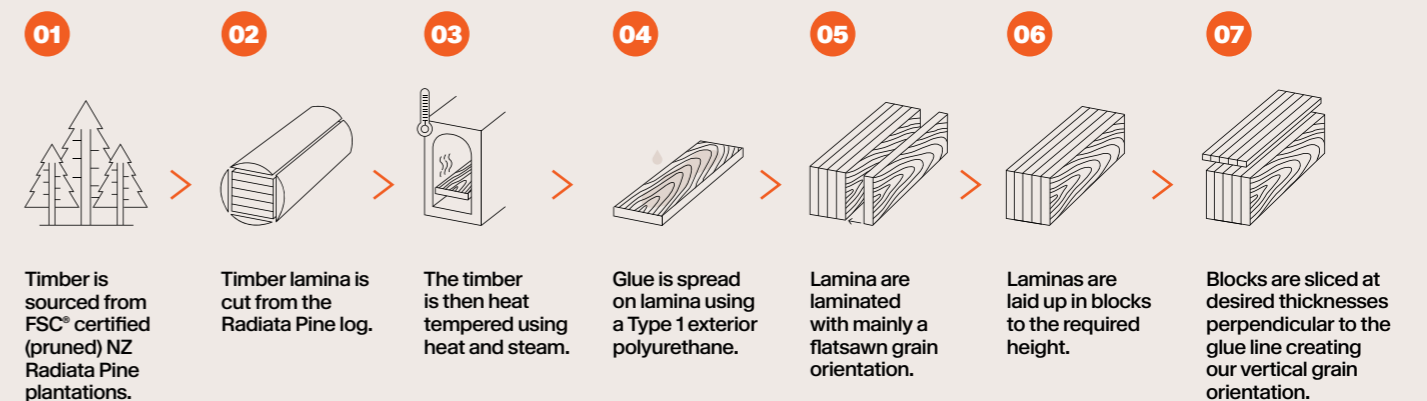 01
Timber is
sourced from
FSC® certified
(pruned) NZ
Radiata Pine
plantations.
02
Timber lamina is
cut from the
Radiata Pine log.
03
The timber
is then heat
tempered using
heat and steam.
04
Glue is spread
on lamina using
a Type 1 exterior
polyurethane.
05
Lamina are
laminated
with mainly a
flatsawn grain
orientation.
06
Laminas are
laid up in blocks
to the required
height.
07
Blocks are sliced at
desired thicknesses
perpendicular to the
glue line creating
our vertical grain
orientation.